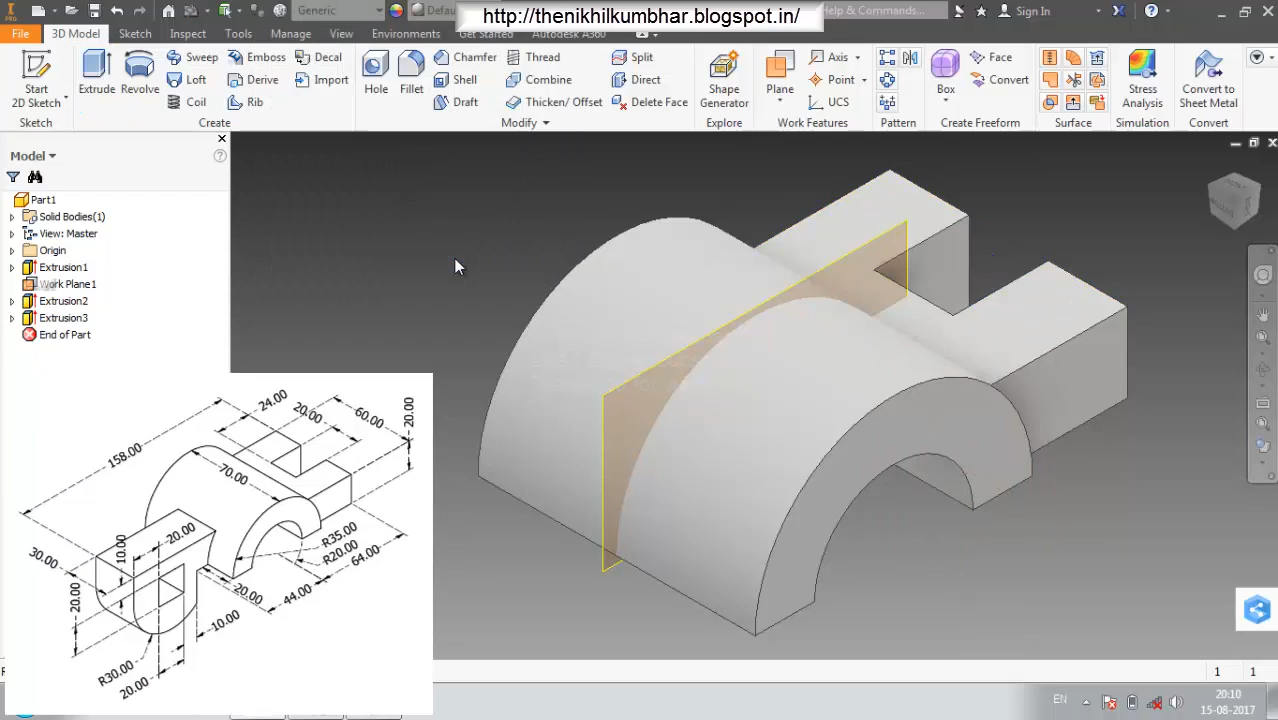 http://thenikhilkumbhar.blogspot.in/
Generic
Help & Commands...
Sign In
File
3D Model
Sketch
Inspect
Tools
Manage
View
Environments
Get Started
Autodesk A360
Start
2D Sketch
Extrude
Revolve
Sweep
Loft
Coil
Emboss
Derive
Rib
Decal
Import
Hole
Fillet
Chamfer
Shell
Draft
Thread
Combine
Thicken/ Offset
Split
Direct
Delete Face
Shape
Generator
Plane
Axis
Point
UCS
Box
Face
Convert
Stress
Analysis
Convert to
Sheet Metal
Sketch
Create
Modify
Explore
Work Features
Pattern
Create Freeform
Surface
Simulation
Convert
Model
Part1
Solid Bodies(1)
View: Master
Origin
Extrusion1
Work Plane1
Extrusion2
Extrusion3
End of Part
158.00
24.00
20.00
60.00
20.00
70.00
30.00
10.00
20.00
20.00
R35.00
R20.00
64.00
20.00
44.00
10.00
R30.00
20.00
1 1
EN
20:10
15-08-2017